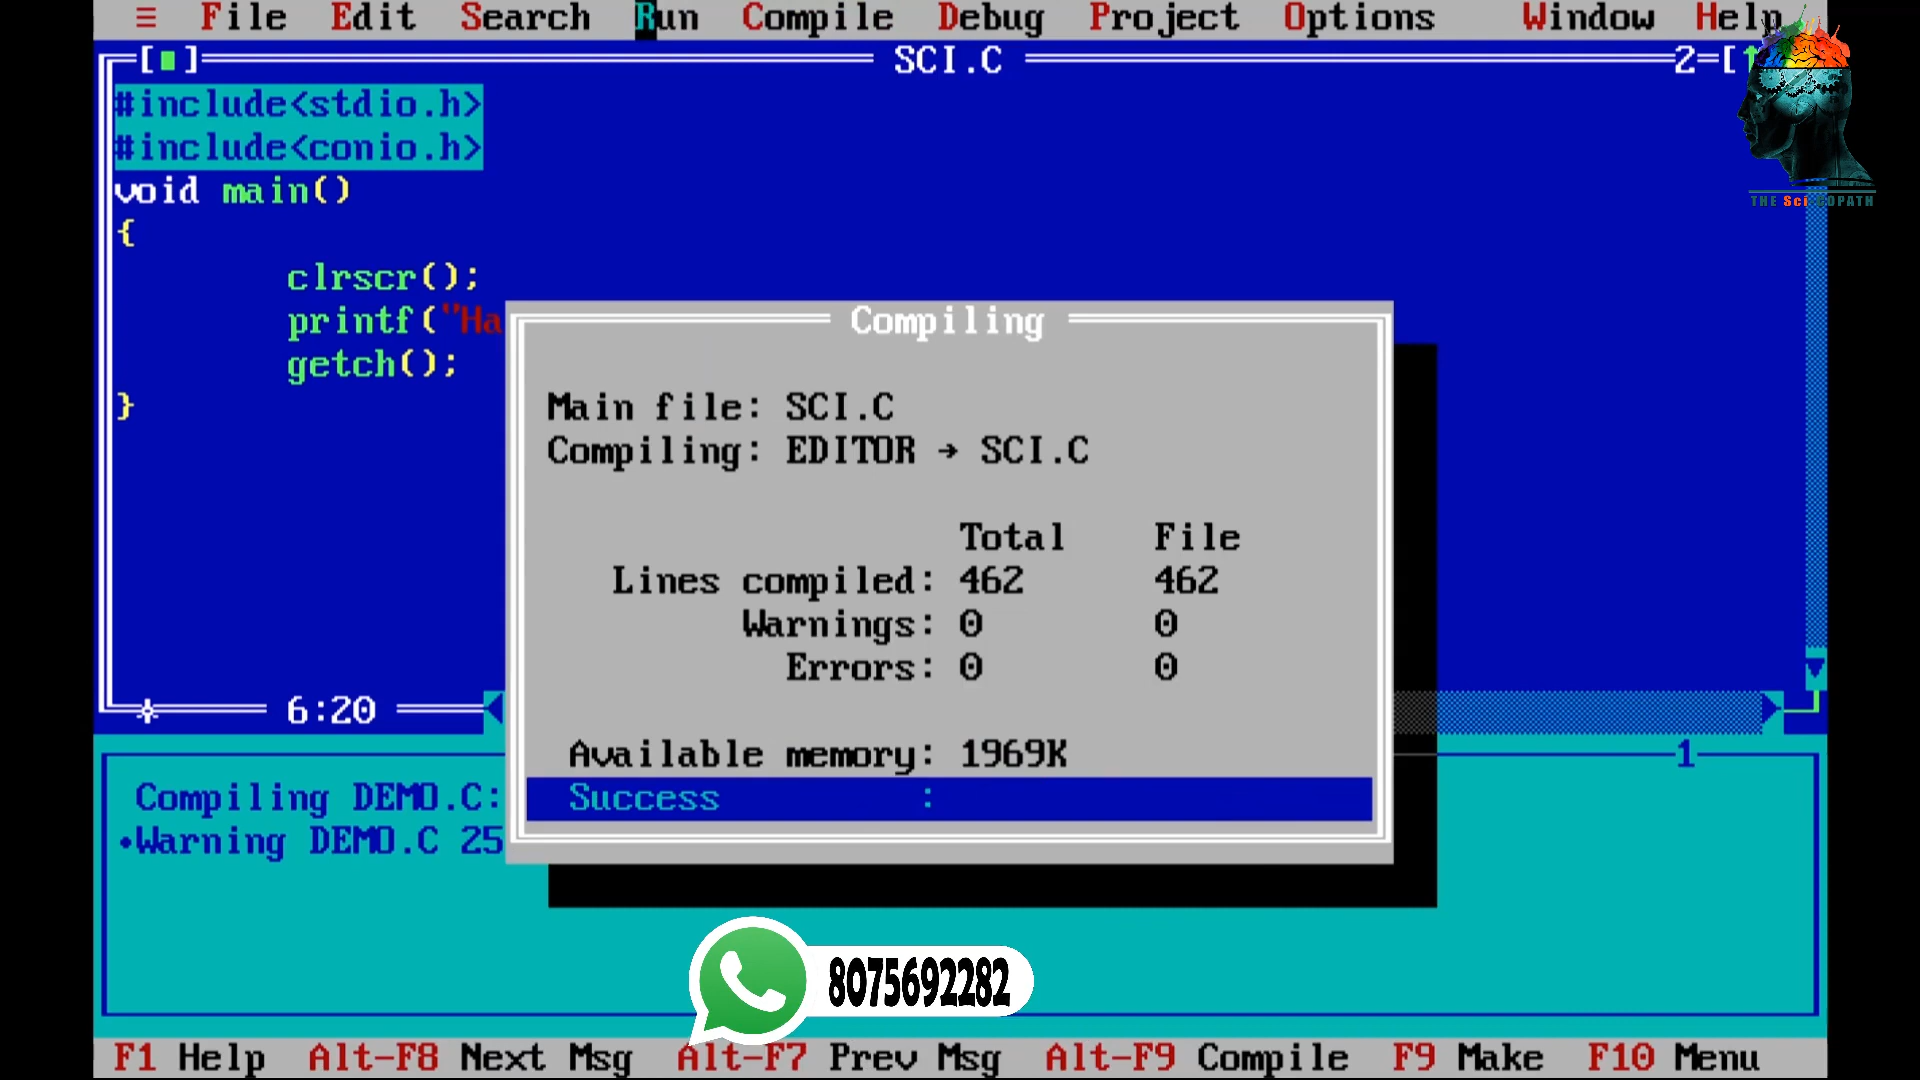 ≡ File Edit Search Run Compile Debug Project Options Window Help
[■] SCI.C 2=[↑
#include<stdio.h>
#include<conio.h>
void main()
{
clrscr();
printf("Ha
getch();
}
Compiling
Main file: SCI.C
Compiling: EDITOR → SCI.C
Total File
Lines compiled: 462 462
Warnings: 0 0
Errors: 0 0
Available memory: 1969K
Success :
6:20
1
Compiling DEMO.C:
•Warning DEMO.C 25
8075692282
F1 Help Alt-F8 Next Msg Alt-F7 Prev Msg Alt-F9 Compile F9 Make F10 Menu